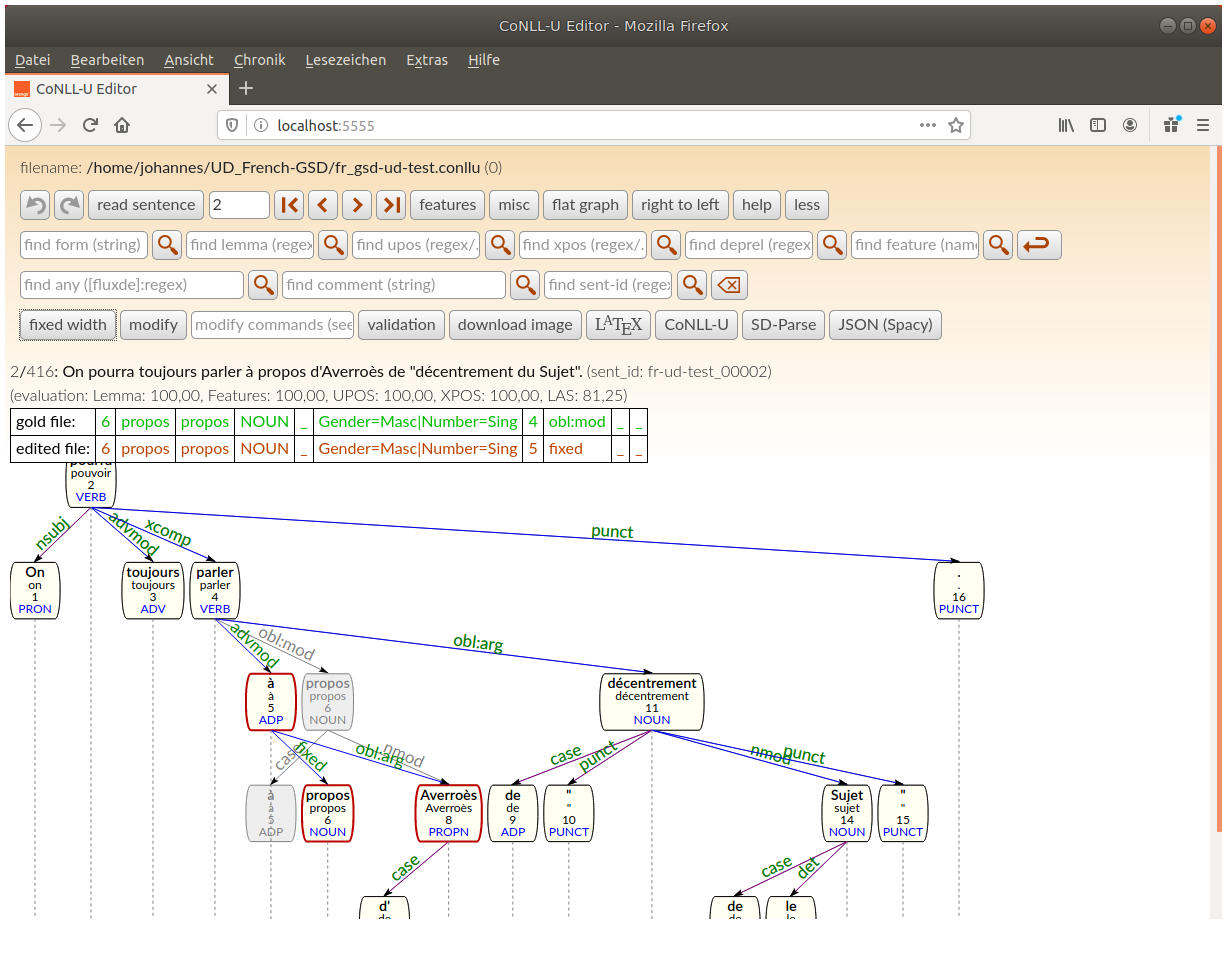 CoNLL-U Editor - Mozilla Firefox
Datei Bearbeiten Ansicht Chronik Lesezeichen Extras Hilfe
CoNLL-U Editor
localhost:5555
filename: /home/johannes/UD_French-GSD/fr_gsd-ud-test.conllu (0)
read sentence 2 features misc flat graph right to left help less
find form (string) find lemma (regex find upos (regex/. find xpos (regex/. find deprel (regex find feature (name
find any ([fluxde]:regex) find comment (string) find sent-id (regex
fixed width modify modify commands (see validation download image LATEX CoNLL-U SD-Parse JSON (Spacy)
2/416: On pourra toujours parler à propos d'Averroès de "décentrement du Sujet". (sent_id: fr-ud-test_00002)
(evaluation: Lemma: 100,00, Features: 100,00, UPOS: 100,00, XPOS: 100,00, LAS: 81,25)
gold file: 6 propos propos NOUN _ Gender=Masc|Number=Sing 4 obl:mod _ _
edited file: 6 propos propos NOUN _ Gender=Masc|Number=Sing 5 fixed _ _
pourra
pouvoir
2
VERB
nsubj advmod xcomp punct
On toujours parler .
on toujours parler .
1 3 4 16
PRON ADV VERB PUNCT
advmod obl:mod obl:arg
à propos décentrement
à propos décentrement
5 6 11
ADP NOUN NOUN
case fixed obl:arg nmod case punct nmod punct
à propos Averroès de " Sujet "
à propos Averroès de " sujet "
5 6 8 9 10 14 15
ADP NOUN PROPN ADP PUNCT NOUN PUNCT
case case det
d' de le
de de le